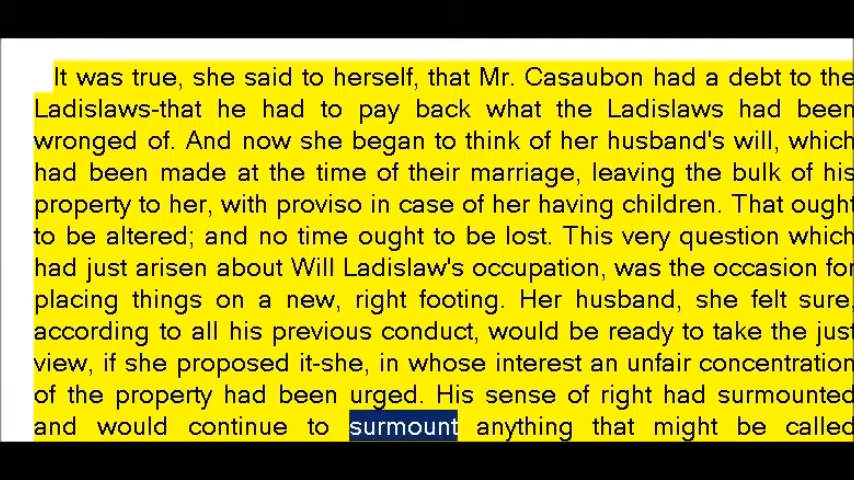 It was true, she said to herself, that Mr. Casaubon had a debt to the
Ladislaws-that he had to pay back what the Ladislaws had been
wronged of. And now she began to think of her husband's will, which
had been made at the time of their marriage, leaving the bulk of his
property to her, with proviso in case of her having children. That ought
to be altered; and no time ought to be lost. This very question which
had just arisen about Will Ladislaw's occupation, was the occasion for
placing things on a new, right footing. Her husband, she felt sure,
according to all his previous conduct, would be ready to take the just
view, if she proposed it-she, in whose interest an unfair concentration
of the property had been urged. His sense of right had surmounted
and would continue to surmount anything that might be called